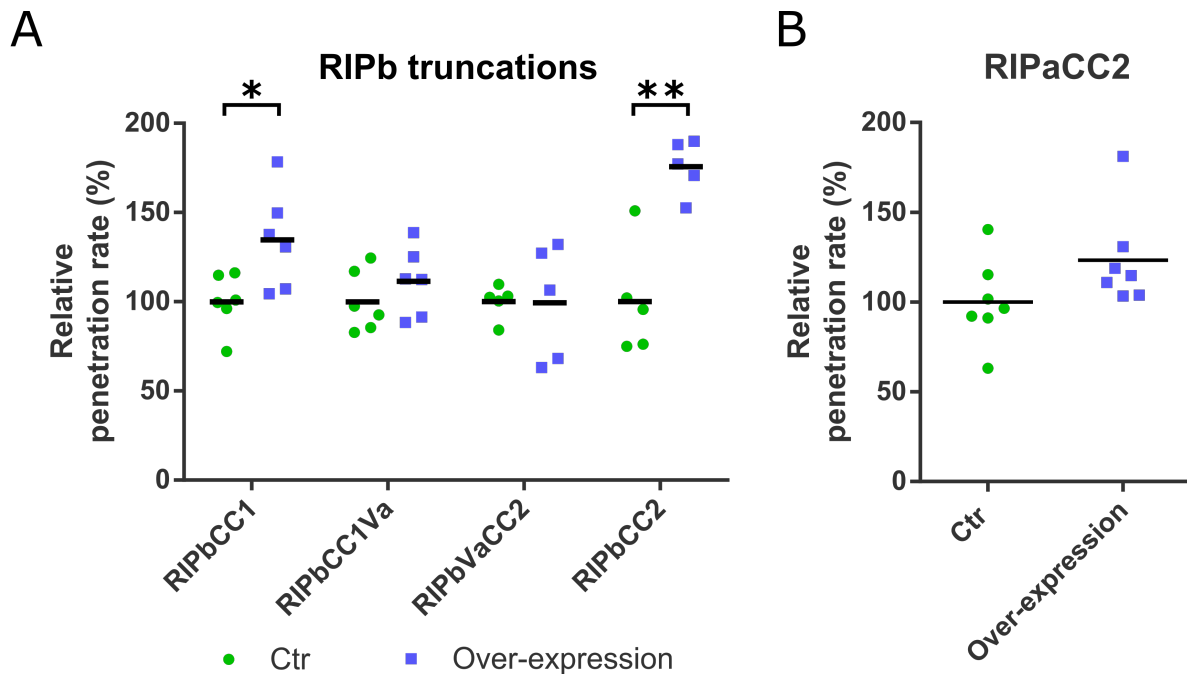 A
RIPb truncations
*
**
Relative
penetration rate (%)
200
150
100
50
0
RIPbCC1
RIPbCC1Va
RIPbVaCC2
RIPbCC2
Ctr
Over-expression
B
RIPaCC2
Relative
penetration rate (%)
200
150
100
50
0
Ctr
Over-expression